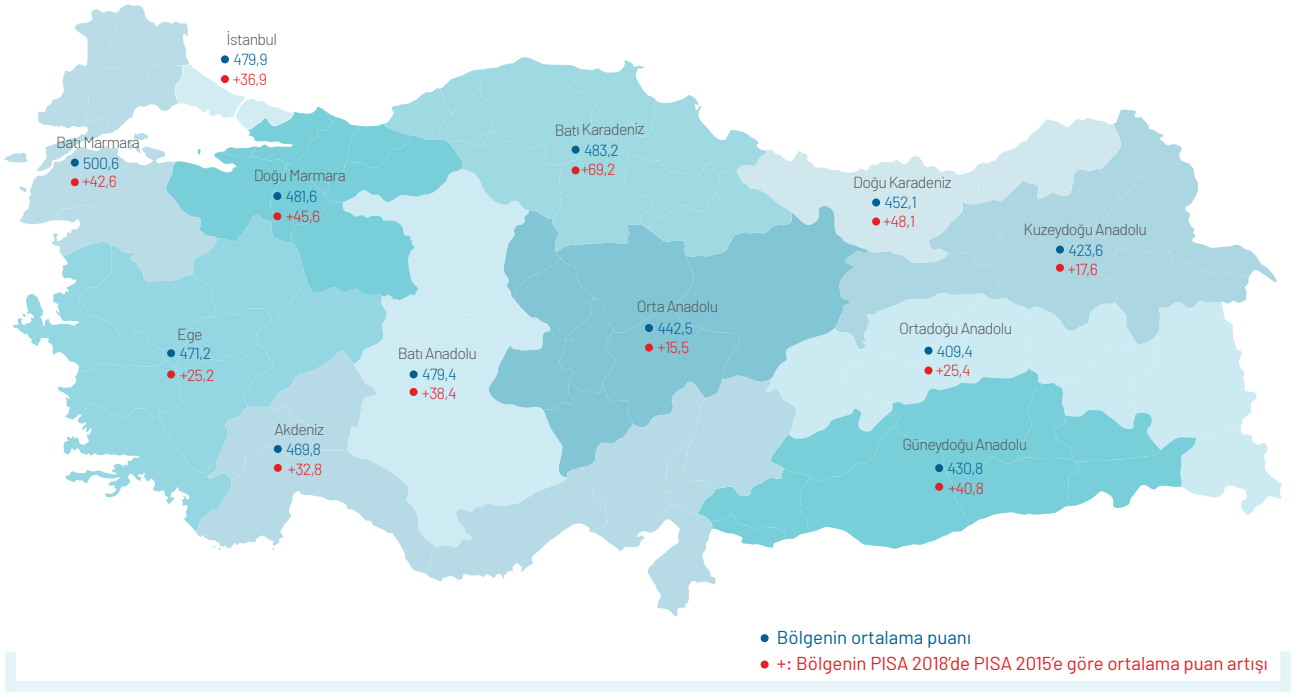 İstanbul
479,9
+36,9
Batı Marmara
500,6
+42,6
Doğu Marmara
481,6
+45,6
Batı Karadeniz
483,2
+69,2
Doğu Karadeniz
452,1
+48,1
Kuzeydoğu Anadolu
423,6
+17,6
Ege
471,2
+25,2
Batı Anadolu
479,4
+38,4
Orta Anadolu
442,5
+15,5
Ortadoğu Anadolu
409,4
+25,4
Akdeniz
469,8
+32,8
Güneydoğu Anadolu
430,8
+40,8
Bölgenin ortalama puanı
+: Bölgenin PISA 2018’de PISA 2015’e göre ortalama puan artışı